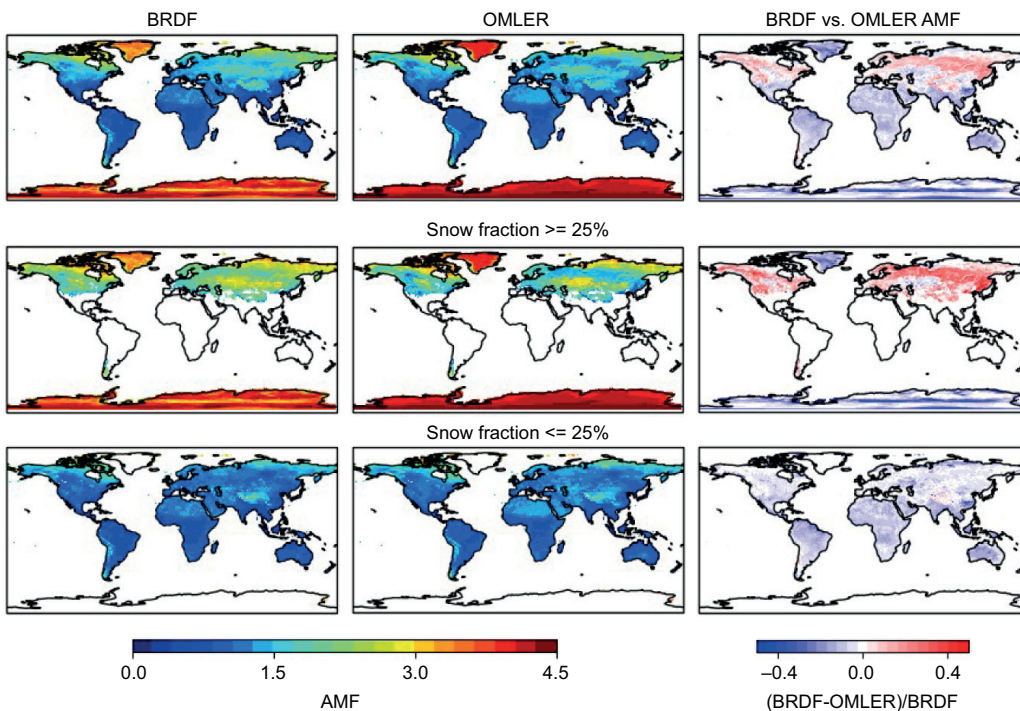 BRDF
OMLER
BRDF vs. OMLER AMF
Snow fraction >= 25%
Snow fraction <= 25%
0.0 1.5 3.0 4.5
AMF
–0.4 0.0 0.4
(BRDF-OMLER)/BRDF